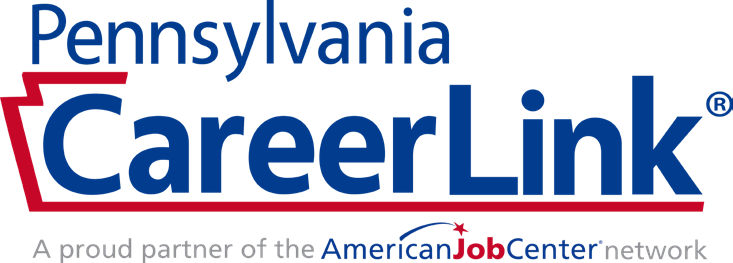 Pennsylvania
CareerLink®
A proud partner of the AmericanJobCenter® network